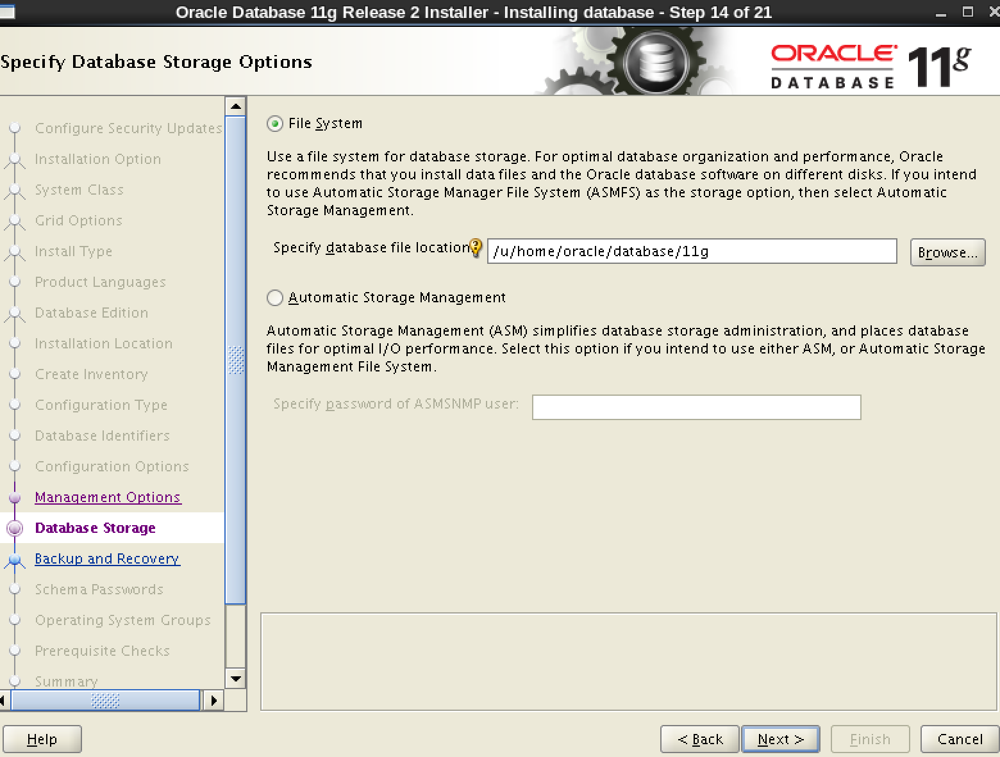 Oracle Database 11g Release 2 Installer - Installing database - Step 14 of 21
Specify Database Storage Options
ORACLE
DATABASE
11g
Configure Security Updates
Installation Option
System Class
Grid Options
Install Type
Product Languages
Database Edition
Installation Location
Create Inventory
Configuration Type
Database Identifiers
Configuration Options
Management Options
Database Storage
Backup and Recovery
Schema Passwords
Operating System Groups
Prerequisite Checks
Summary
File System
Use a file system for database storage. For optimal database organization and performance, Oracle
recommends that you install data files and the Oracle database software on different disks. If you intend
to use Automatic Storage Manager File System (ASMFS) as the storage option, then select Automatic
Storage Management.
Specify database file location
/u/home/oracle/database/11g
Browse...
Automatic Storage Management
Automatic Storage Management (ASM) simplifies database storage administration, and places database
files for optimal I/O performance. Select this option if you intend to use either ASM, or Automatic Storage
Management File System.
Specify password of ASMSNMP user:
Help
< Back
Next >
Finish
Cancel